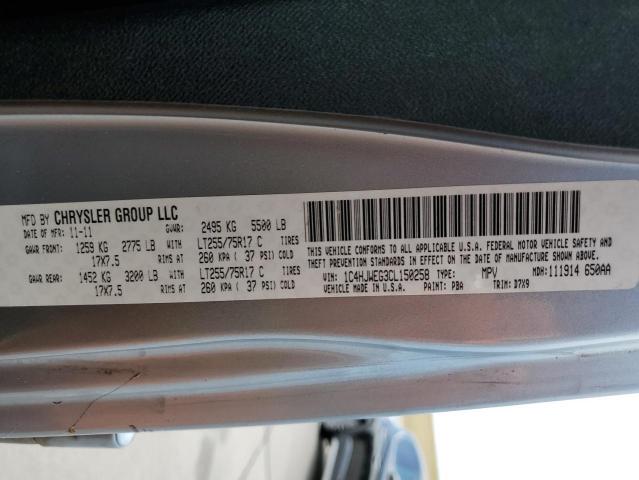 MFD BY CHRYSLER GROUP LLC
DATE OF MFR: 11-11 GVWR: 2495 KG 5500 LB
GAWR FRONT: 1259 KG 2775 LB WITH LT255/75R17 C TIRES
17X7.5 RIMS AT 260 KPA ( 37 PSI) COLD
GAWR REAR: 1452 KG 3200 LB WITH LT255/75R17 C TIRES
17X7.5 RIMS AT 260 KPA ( 37 PSI) COLD
THIS VEHICLE CONFORMS TO ALL APPLICABLE U.S.A. FEDERAL MOTOR VEHICLE SAFETY AND
THEFT PREVENTION STANDARDS IN EFFECT ON THE DATE OF MANUFACTURE SHOWN ABOVE.
VIN: 1C4HJWEG3CL150258 TYPE: MPV MDH: 111914 650AA
VEHICLE MADE IN U.S.A. PAINT: PBA TRIM: D7X9